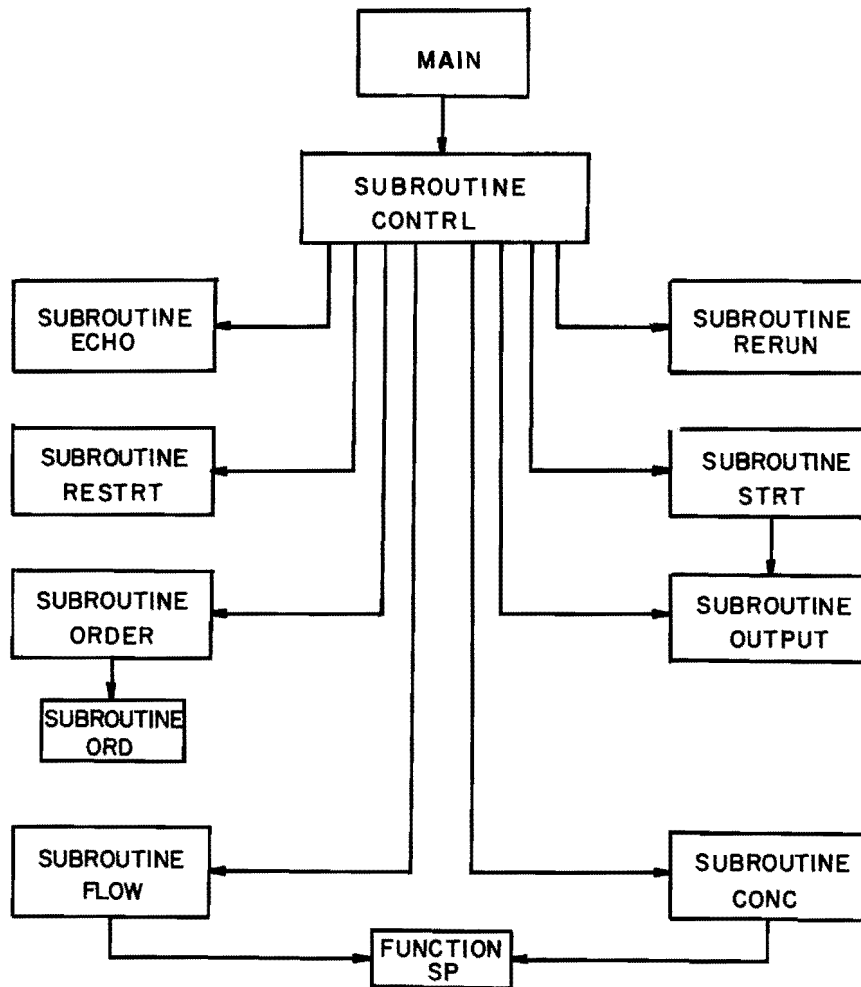 MAIN
SUBROUTINE
CONTRL
SUBROUTINE
ECHO
SUBROUTINE
RERUN
SUBROUTINE
RESTRT
SUBROUTINE
STRT
SUBROUTINE
ORDER
SUBROUTINE
OUTPUT
SUBROUTINE
ORD
SUBROUTINE
FLOW
SUBROUTINE
CONC
FUNCTION
SP